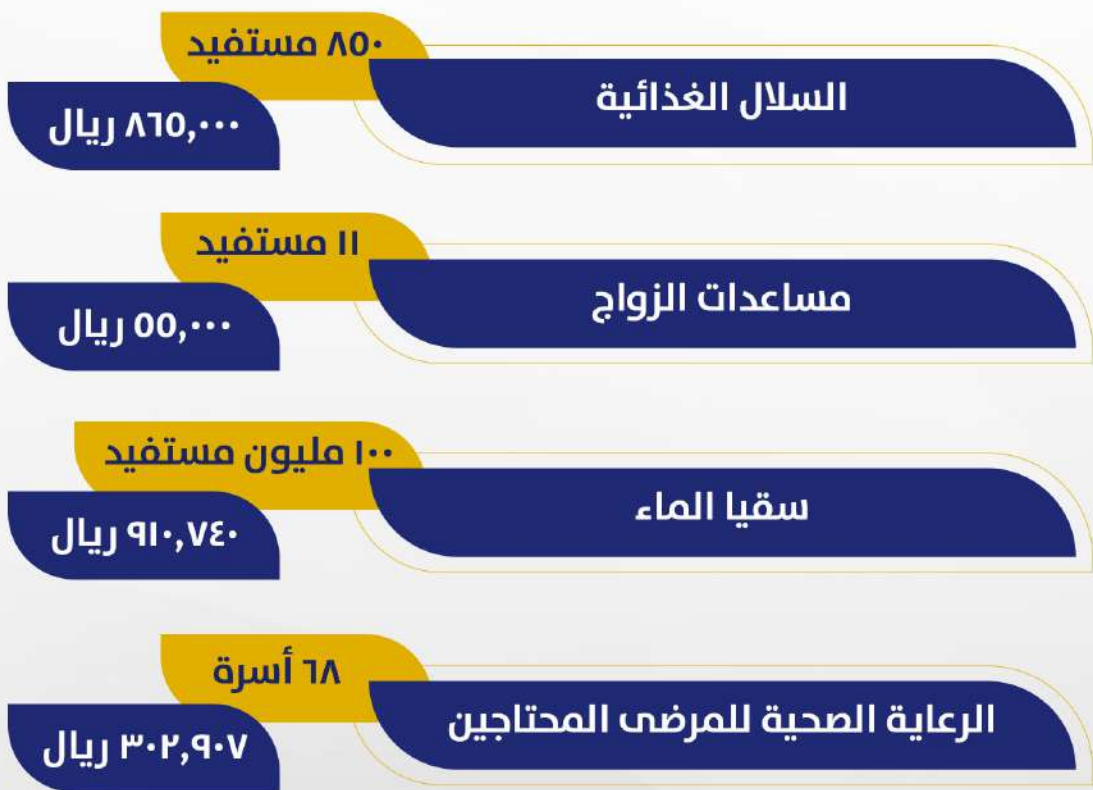 ٨٥٠ مستفيد
السلال الغذائية
٨٦٥,٠٠٠ ريال
١١ مستفيد
مساعدات الزواج
٥٥,٠٠٠ ريال
١٠٠ مليون مستفيد
سقيا الماء
٩١٠,٧٤٠ ريال
٦٨ أسرة
الرعاية الصحية للمرضى المحتاجين
٣٠٢,٩٠٧ ريال